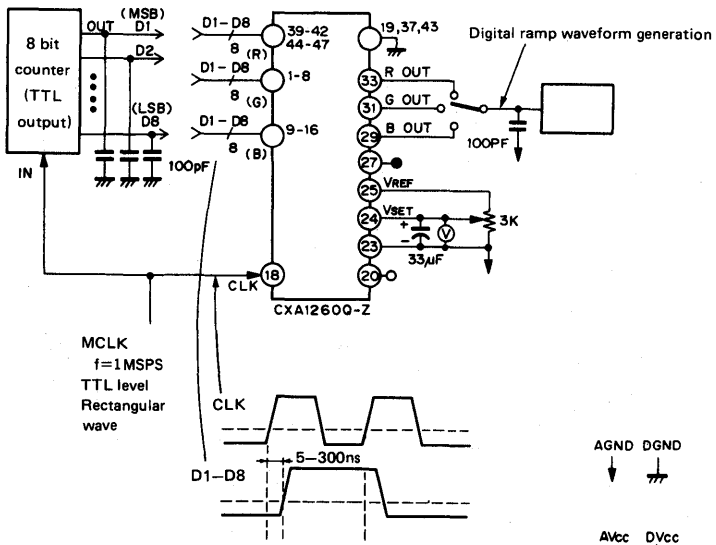 (MSB)
OUT D1
D2
8 bit
counter
(TTL
output)
(LSB)
D8
IN
100pF
D1-D8
8 (R)
D1-D8
8 (G)
D1-D8
8 (B)
39-42
44-47
1-8
9-16
18
CLK
19,37,43
33 R OUT
31 G OUT
29 B OUT
27
25 VREF
24 VSET
23
20
CXA1260Q-Z
Digital ramp waveform generation
100PF
+
-
33μF
V
3K
MCLK
f=1MSPS
TTL level
Rectangular
wave
CLK
5-300ns
D1-D8
AGND DGND
AVcc DVcc